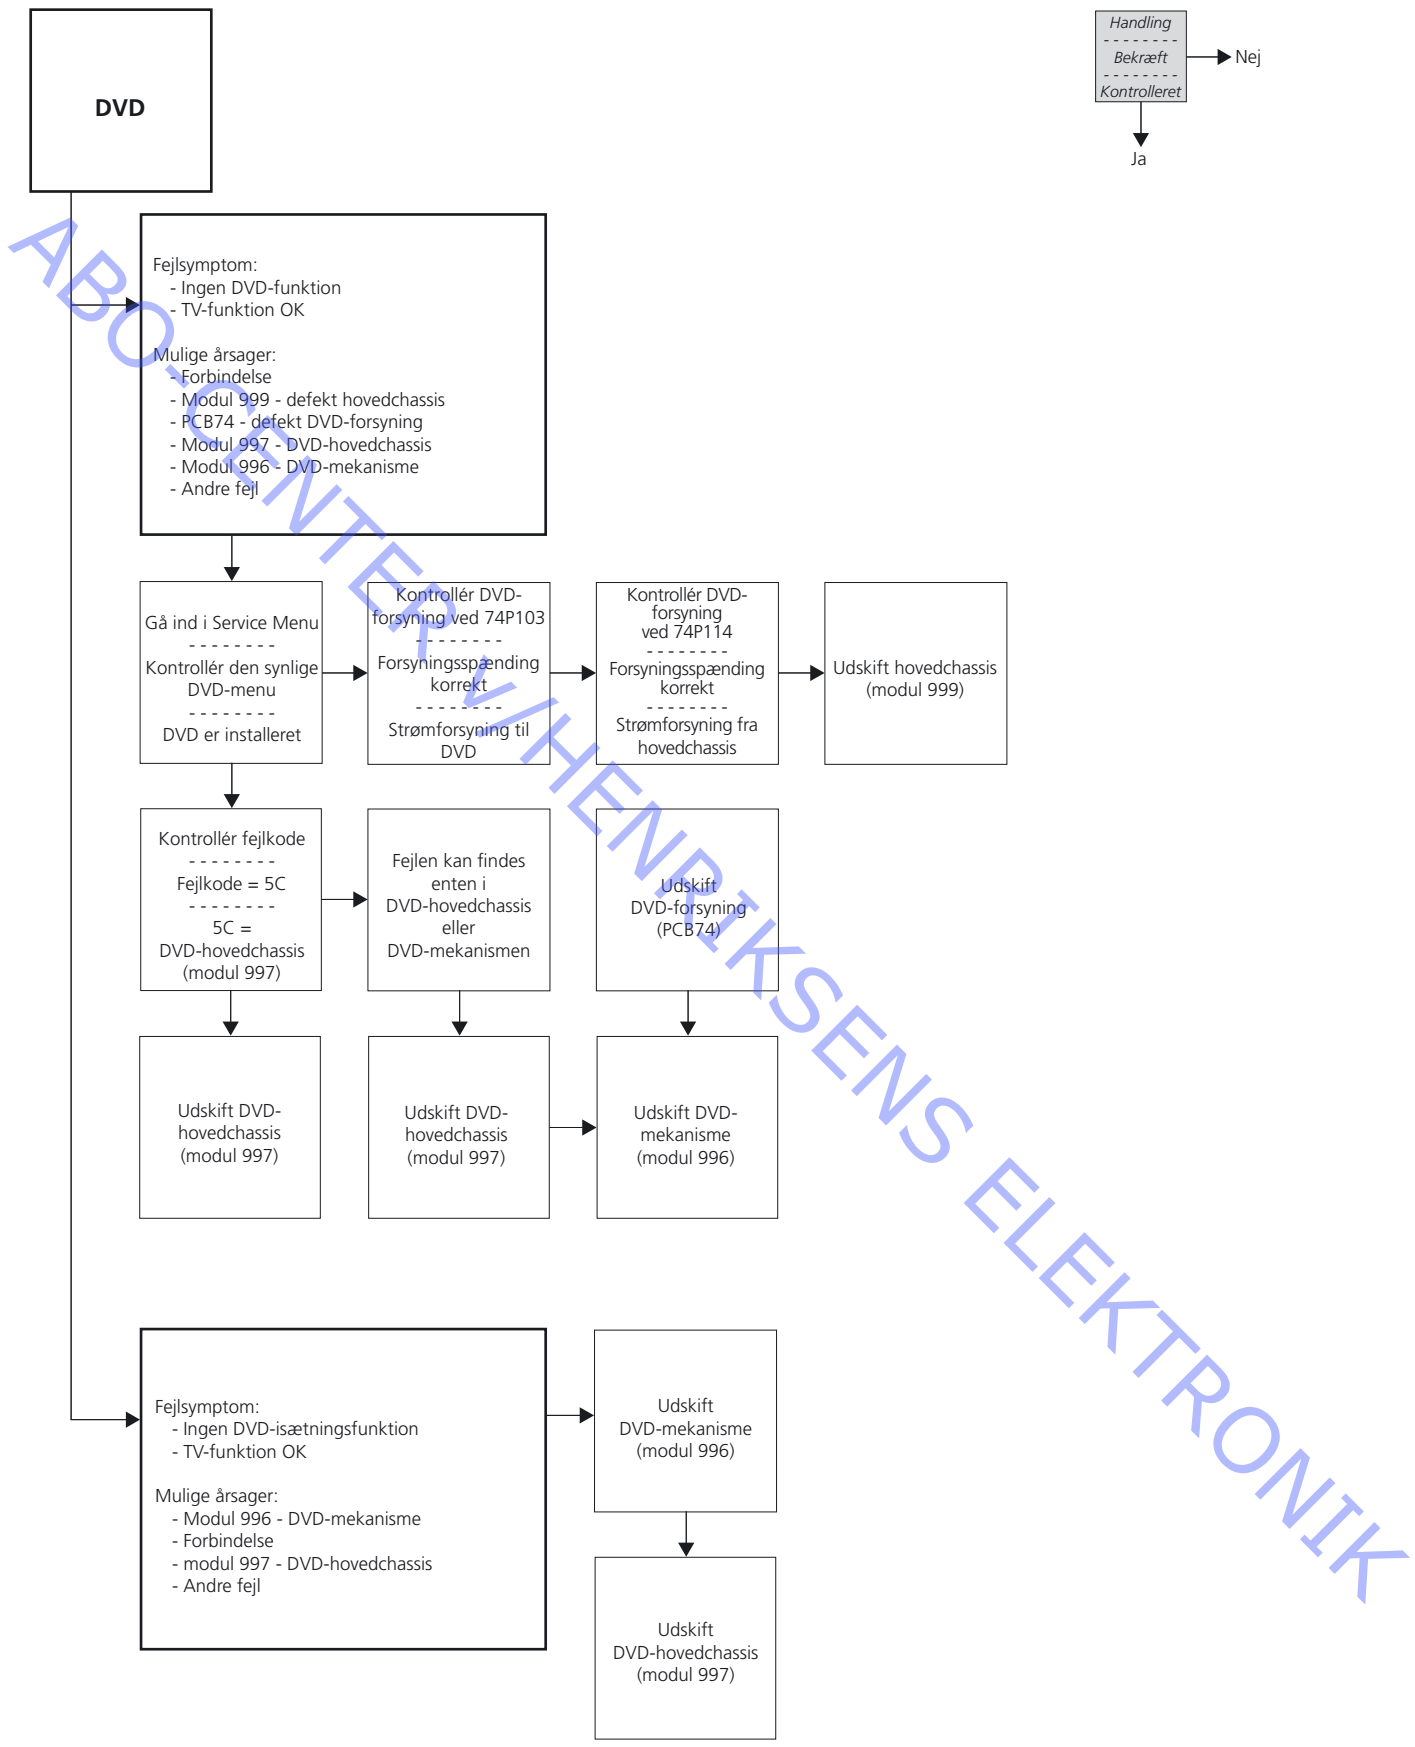 DVD
Handling
- - - - - - - -
Bekræft
- - - - - - - -
Kontrolleret
Nej
Ja
Fejlsymptom:
- Ingen DVD-funktion
- TV-funktion OK
Mulige årsager:
- Forbindelse
- Modul 999 - defekt hovedchassis
- PCB74 - defekt DVD-forsyning
- Modul 997 - DVD-hovedchassis
- Modul 996 - DVD-mekanisme
- Andre fejl
Gå ind i Service Menu
- - - - - - - -
Kontrollér den synlige
DVD-menu
- - - - - - - -
DVD er installeret
Kontrollér DVD-
forsyning ved 74P103
- - - - - - - -
Forsyningsspænding
korrekt
- - - - - - - -
Strømforsyning til
DVD
Kontrollér DVD-
forsyning
ved 74P114
- - - - - - - -
Forsyningsspænding
korrekt
- - - - - - - -
Strømforsyning fra
hovedchassis
Udskift hovedchassis
(modul 999)
Kontrollér fejlkode
- - - - - - - -
Fejlkode = 5C
- - - - - - - -
5C =
DVD-hovedchassis
(modul 997)
Fejlen kan findes
enten i
DVD-hovedchassis
eller
DVD-mekanismen
Udskift
DVD-forsyning
(PCB74)
Udskift DVD-
hovedchassis
(modul 997)
Udskift DVD-
hovedchassis
(modul 997)
Udskift DVD-
mekanisme
(modul 996)
Fejlsymptom:
- Ingen DVD-isætningsfunktion
- TV-funktion OK
Mulige årsager:
- Modul 996 - DVD-mekanisme
- Forbindelse
- modul 997 - DVD-hovedchassis
- Andre fejl
Udskift
DVD-mekanisme
(modul 996)
Udskift
DVD-hovedchassis
(modul 997)
ABO-CENTER v/HENRIKSENS ELEKTRONIK